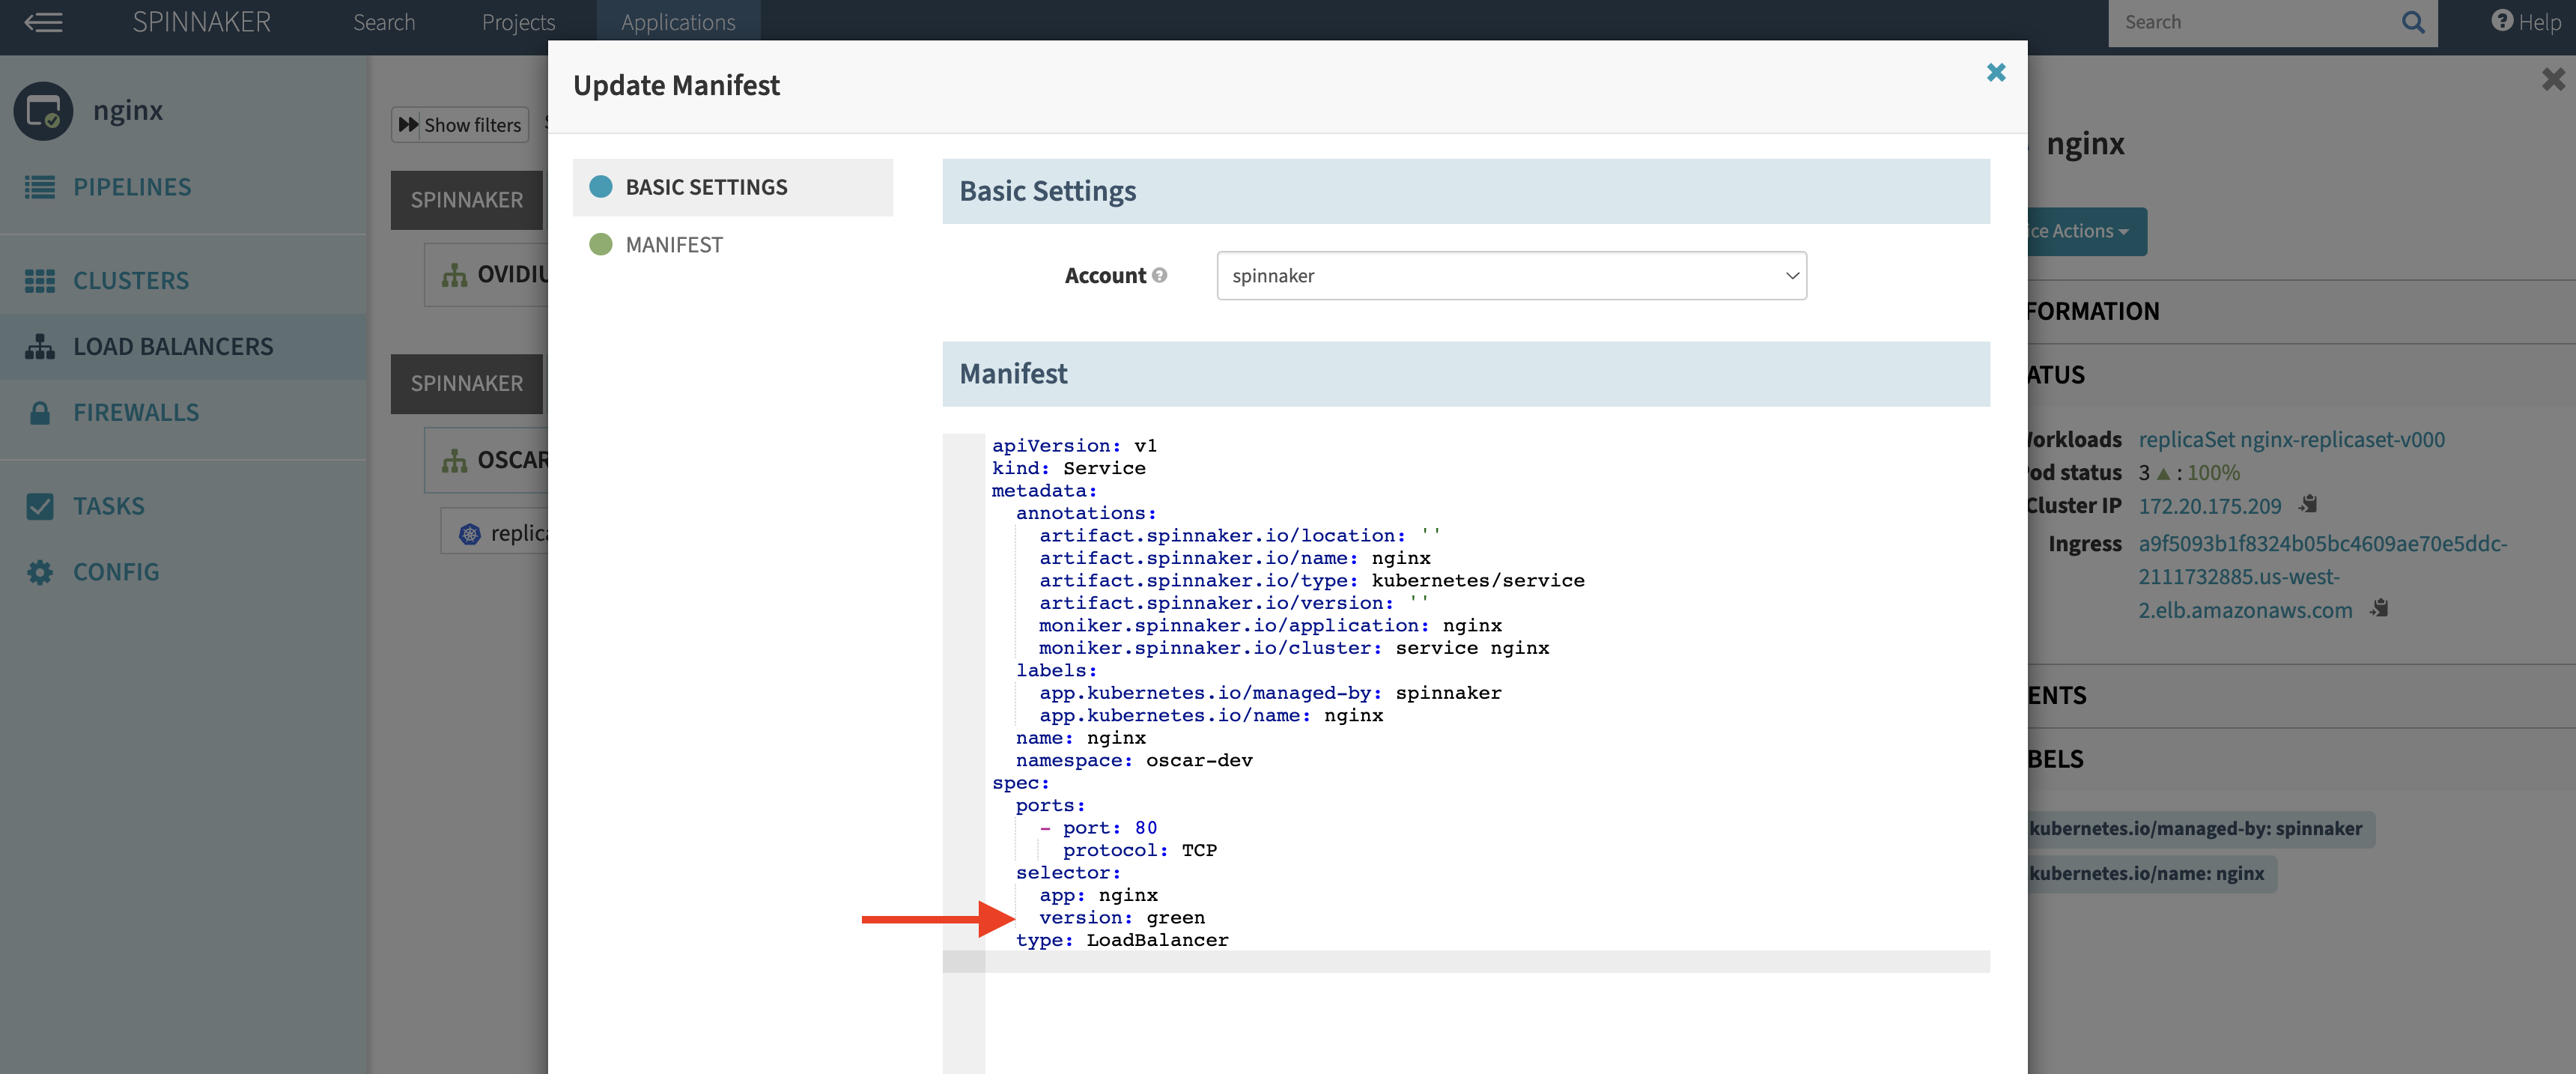 SPINNAKER
Search
Projects
Applications
Search
Help
nginx
PIPELINES
CLUSTERS
LOAD BALANCERS
FIREWALLS
TASKS
CONFIG
Show filters
SPINNAKER
OVIDIU
SPINNAKER
OSCAR
replica
Update Manifest
BASIC SETTINGS
MANIFEST
Basic Settings
Account
spinnaker
Manifest
apiVersion: v1
kind: Service
metadata:
annotations:
artifact.spinnaker.io/location: ''
artifact.spinnaker.io/name: nginx
artifact.spinnaker.io/type: kubernetes/service
artifact.spinnaker.io/version: ''
moniker.spinnaker.io/application: nginx
moniker.spinnaker.io/cluster: service nginx
labels:
app.kubernetes.io/managed-by: spinnaker
app.kubernetes.io/name: nginx
name: nginx
namespace: oscar-dev
spec:
ports:
- port: 80
protocol: TCP
selector:
app: nginx
version: green
type: LoadBalancer
nginx
ice Actions
FORMATION
ATUS
Workloads replicaSet nginx-replicaset-v000
od status 3 ▲ : 100%
Cluster IP 172.20.175.209
Ingress a9f5093b1f8324b05bc4609ae70e5ddc-
2111732885.us-west-
2.elb.amazonaws.com
ENTS
BELS
kubernetes.io/managed-by: spinnaker
kubernetes.io/name: nginx